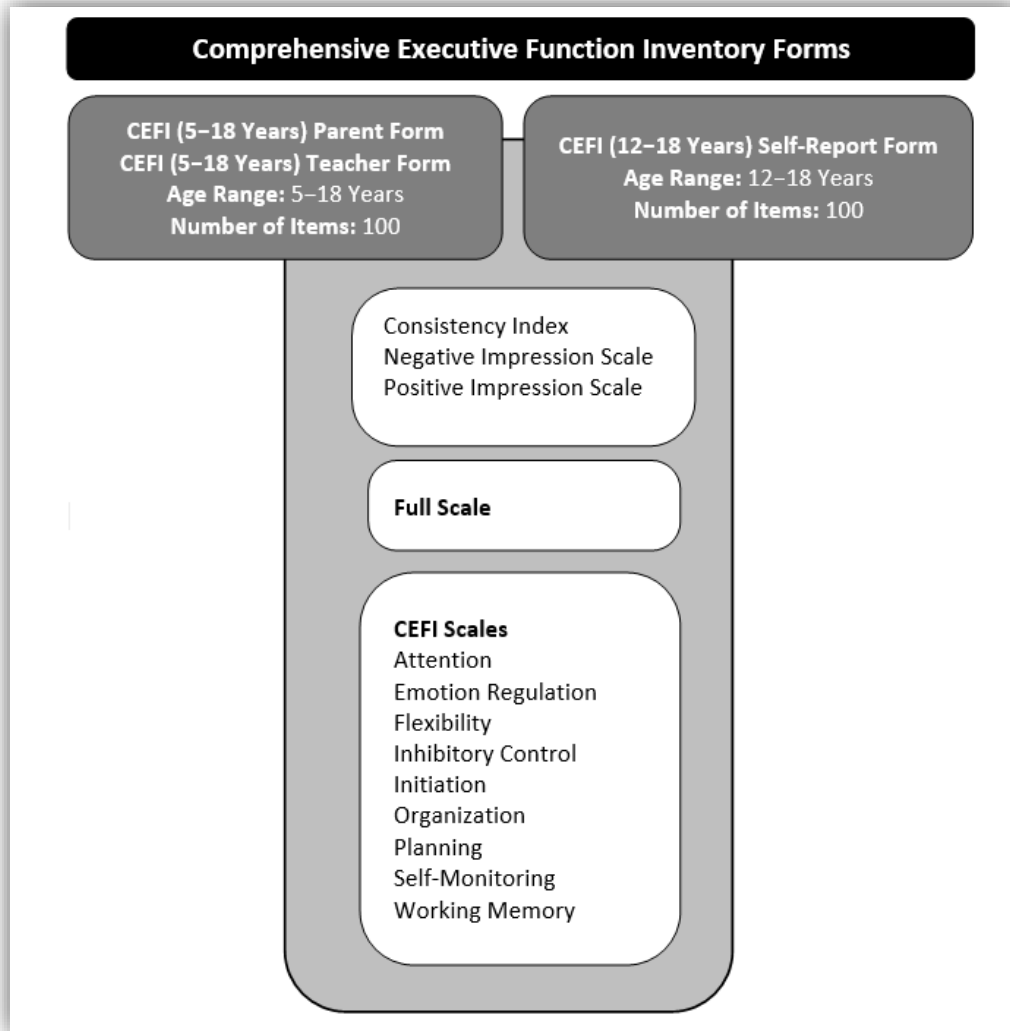 Comprehensive Executive Function Inventory Forms
CEFI (5–18 Years) Parent Form
CEFI (5–18 Years) Teacher Form
Age Range: 5–18 Years
Number of Items: 100
CEFI (12–18 Years) Self-Report Form
Age Range: 12–18 Years
Number of Items: 100
Consistency Index
Negative Impression Scale
Positive Impression Scale
Full Scale
CEFI Scales
Attention
Emotion Regulation
Flexibility
Inhibitory Control
Initiation
Organization
Planning
Self-Monitoring
Working Memory